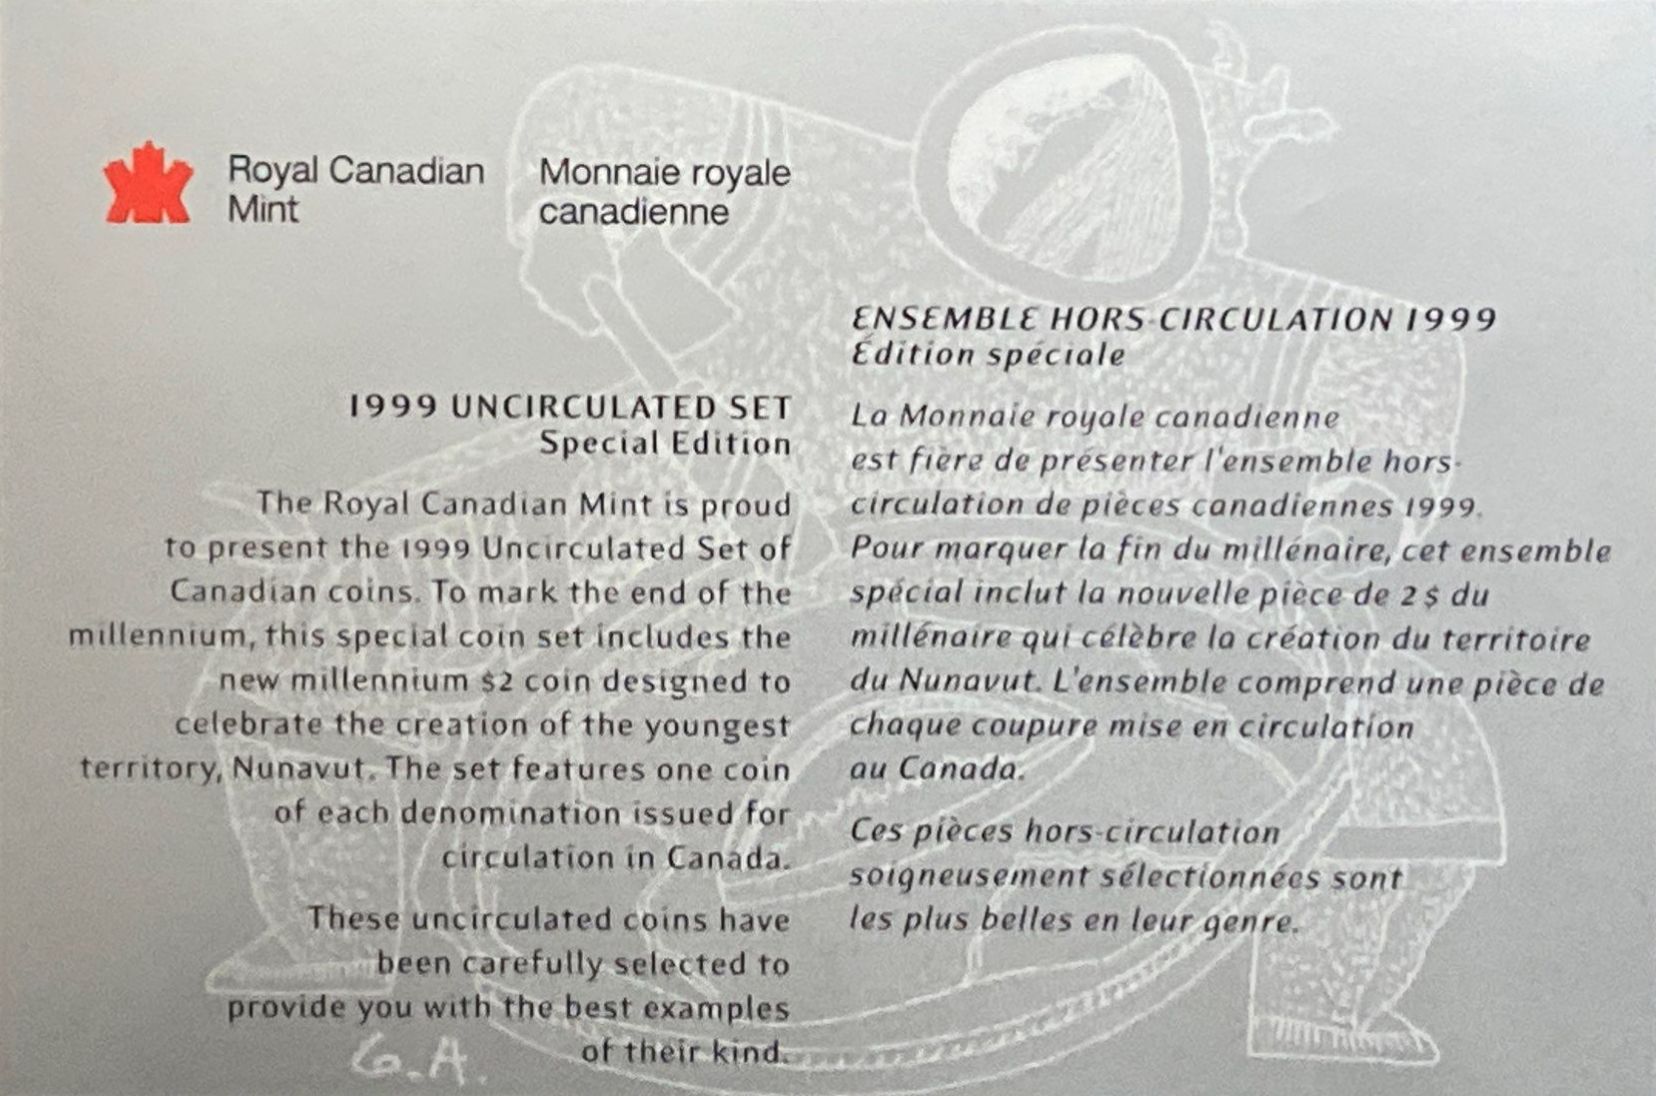 Royal Canadian
Mint
Monnaie royale
canadienne
1999 UNCIRCULATED SET
Special Edition
The Royal Canadian Mint is proud
to present the 1999 Uncirculated Set of
Canadian coins. To mark the end of the
millennium, this special coin set includes the
new millennium $2 coin designed to
celebrate the creation of the youngest
territory, Nunavut. The set features one coin
of each denomination issued for
circulation in Canada.
These uncirculated coins have
been carefully selected to
provide you with the best examples
of their kind.
G.A.
ENSEMBLE HORS-CIRCULATION 1999
Édition spéciale
La Monnaie royale canadienne
est fière de présenter l'ensemble hors-
circulation de pièces canadiennes 1999.
Pour marquer la fin du millénaire, cet ensemble
spécial inclut la nouvelle pièce de 2 $ du
millénaire qui célèbre la création du territoire
du Nunavut. L'ensemble comprend une pièce de
chaque coupure mise en circulation
au Canada.
Ces pièces hors-circulation
soigneusement sélectionnées sont
les plus belles en leur genre.